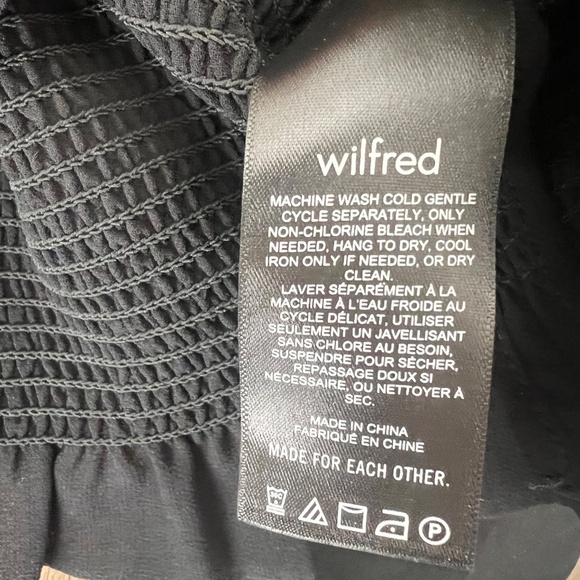 wilfred
MACHINE WASH COLD GENTLE
CYCLE SEPARATELY, ONLY
NON-CHLORINE BLEACH WHEN
NEEDED, HANG TO DRY, COOL
IRON ONLY IF NEEDED, OR DRY
CLEAN.
LAVER SÉPARÉMENT À LA
MACHINE À L'EAU FROIDE AU
CYCLE DÉLICAT, UTILISER
SEULEMENT UN JAVELLISANT
SANS CHLORE AU BESOIN,
SUSPENDRE POUR SÉCHER,
REPASSAGE DOUX SI
NÉCESSAIRE, OU NETTOYER À
SEC.
MADE IN CHINA
FABRIQUÉ EN CHINE
MADE FOR EACH OTHER.
P